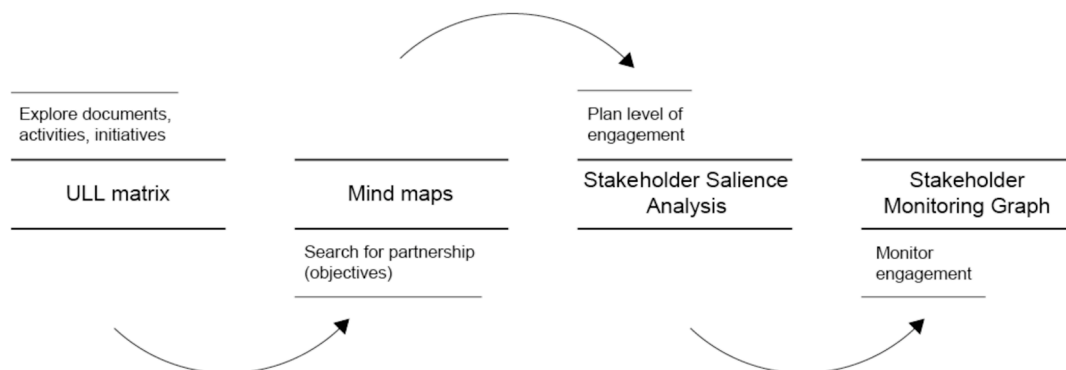 Explore documents,
activities, initiatives
ULL matrix
Mind maps
Search for partnership
(objectives)
Plan level of
engagement
Stakeholder Salience
Analysis
Stakeholder
Monitoring Graph
Monitor
engagement